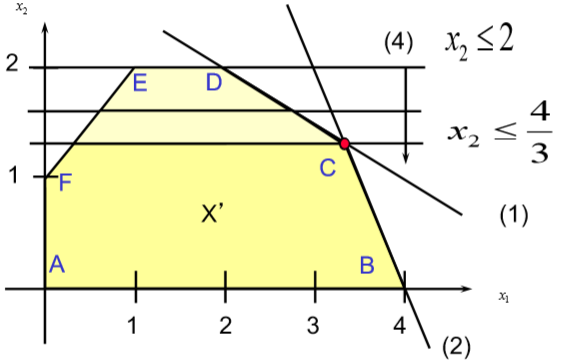 x₂
(4) x₂ ≤ 2
2
E D
x₂ ≤ 4/3
C
1
F
X'
(1)
A B
x₁
1 2 3 4
(2)